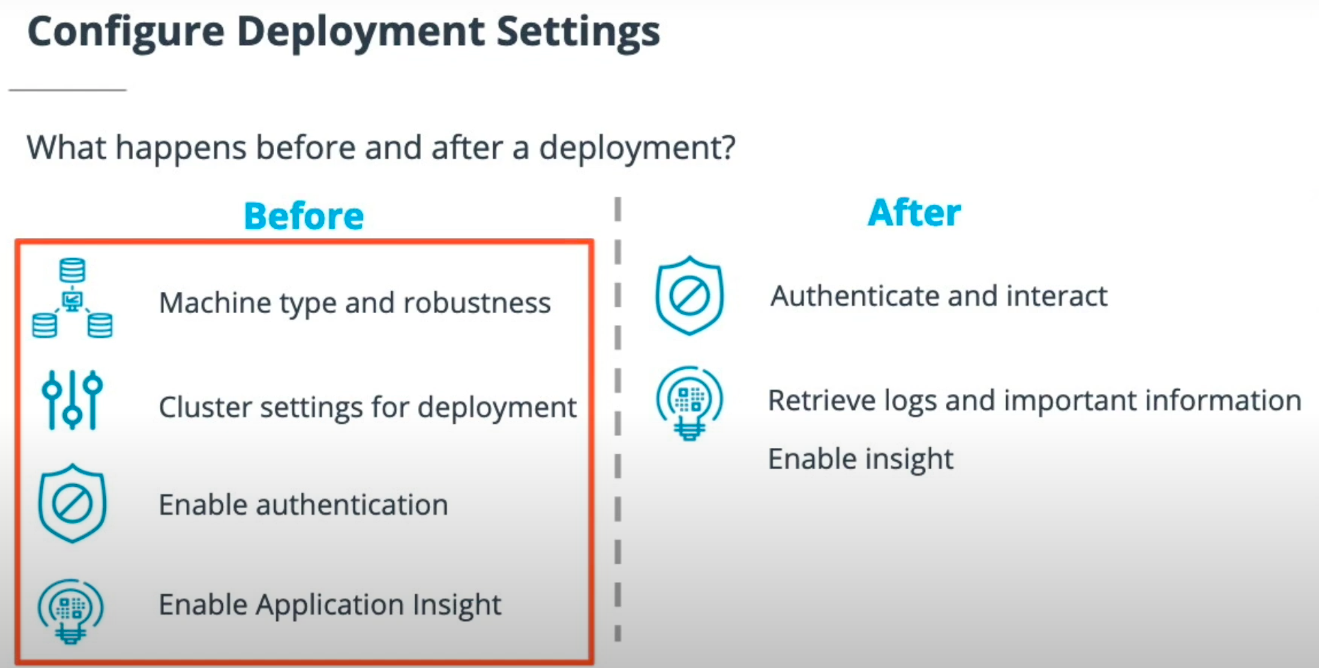 Configure Deployment Settings
What happens before and after a deployment?
Before
Machine type and robustness
Cluster settings for deployment
Enable authentication
Enable Application Insight
After
Authenticate and interact
Retrieve logs and important information
Enable insight